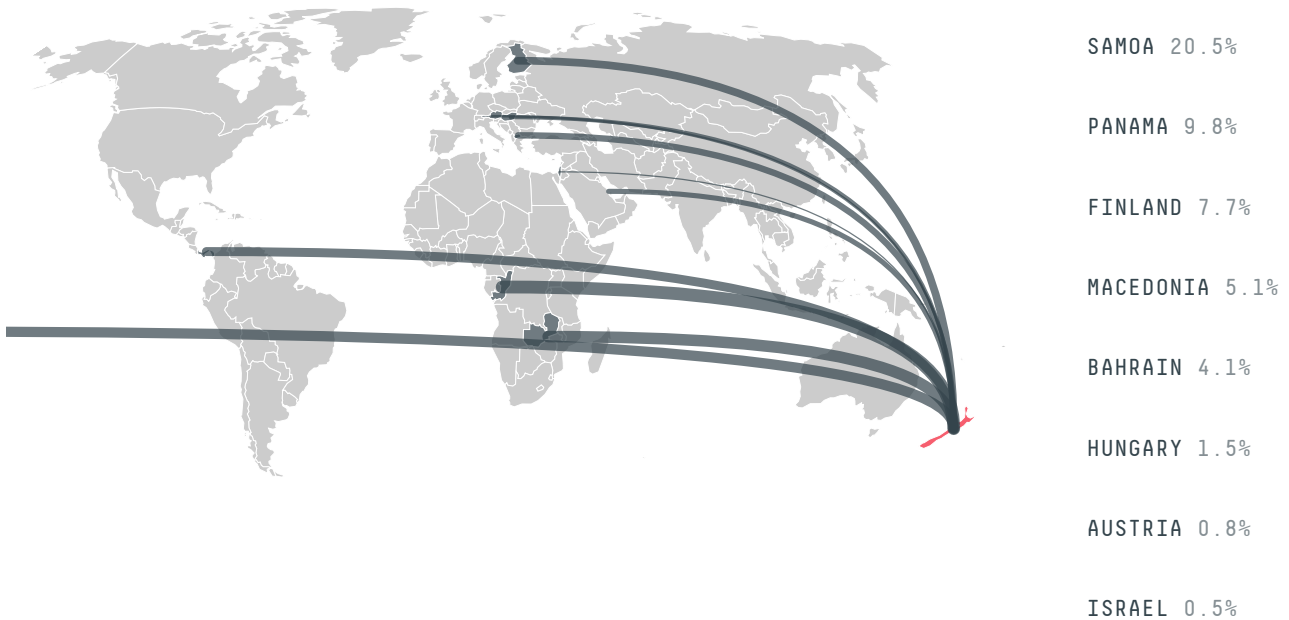 SAMOA 20.5%
PANAMA 9.8%
FINLAND 7.7%
MACEDONIA 5.1%
BAHRAIN 4.1%
HUNGARY 1.5%
AUSTRIA 0.8%
ISRAEL 0.5%